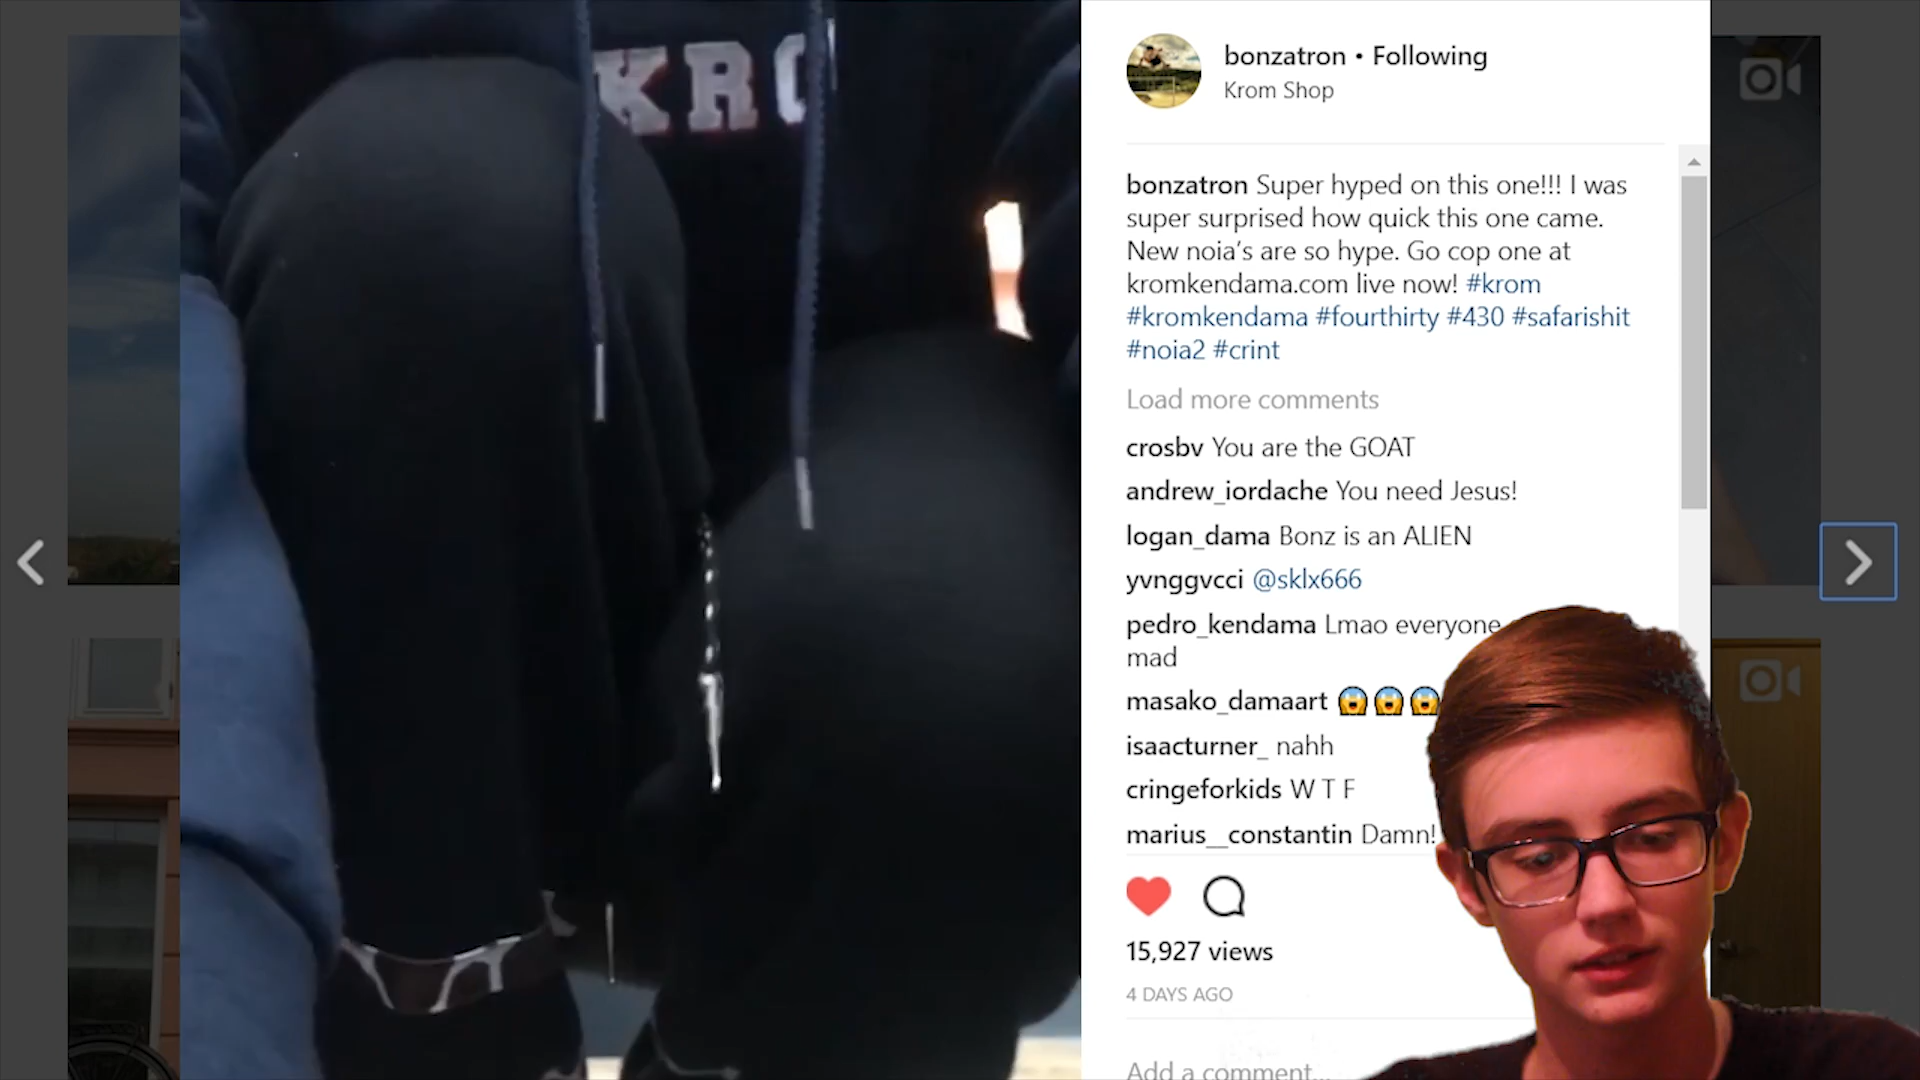 KRO
bonzatron • Following
Krom Shop
bonzatron Super hyped on this one!!! I was
super surprised how quick this one came.
New noia's are so hype. Go cop one at
kromkendama.com live now! #krom
#kromkendama #fourthirty #430 #safarishit
#noia2 #crint
Load more comments
crosbv You are the GOAT
andrew_iordache You need Jesus!
logan_dama Bonz is an ALIEN
yvnggvcci @sklx666
pedro_kendama Lmao everyone
mad
masako_damaart 😱😱😱
isaacturner_ nahh
cringeforkids W T F
marius__constantin Damn!
15,927 views
4 DAYS AGO
Add a comment...